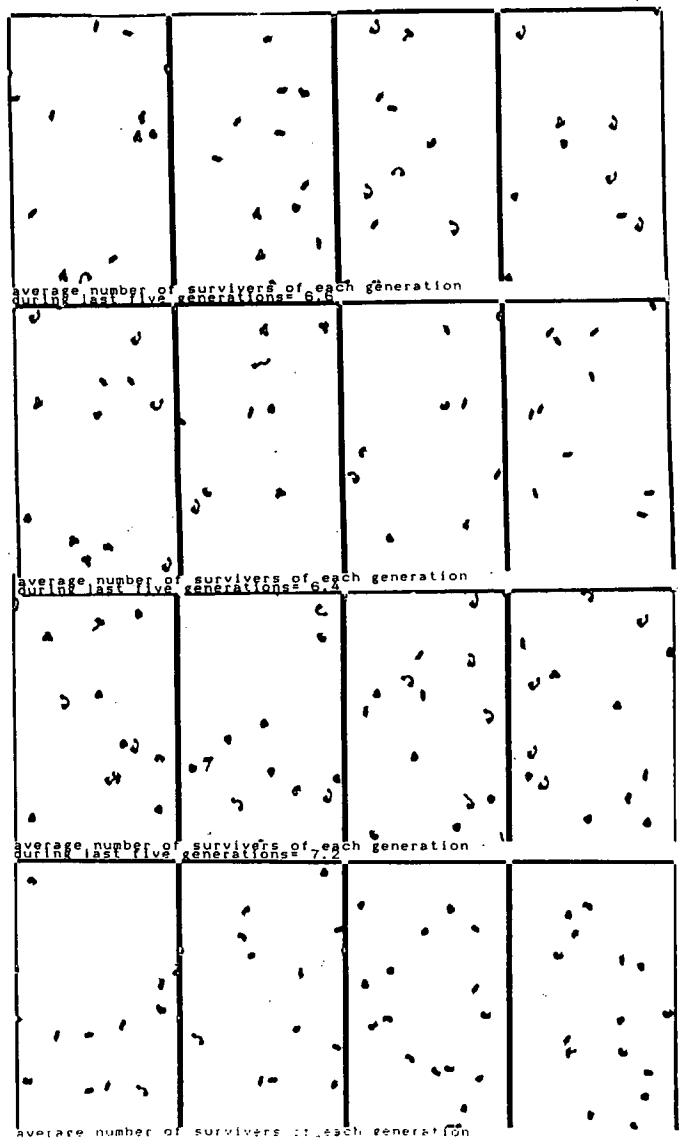 average number of survivers of each generation
during last five generations= 6.6
average number of survivers of each generation
during last five generations= 6.4
average number of survivers of each generation
during last five generations= 7.2
average number of survivers of each generation